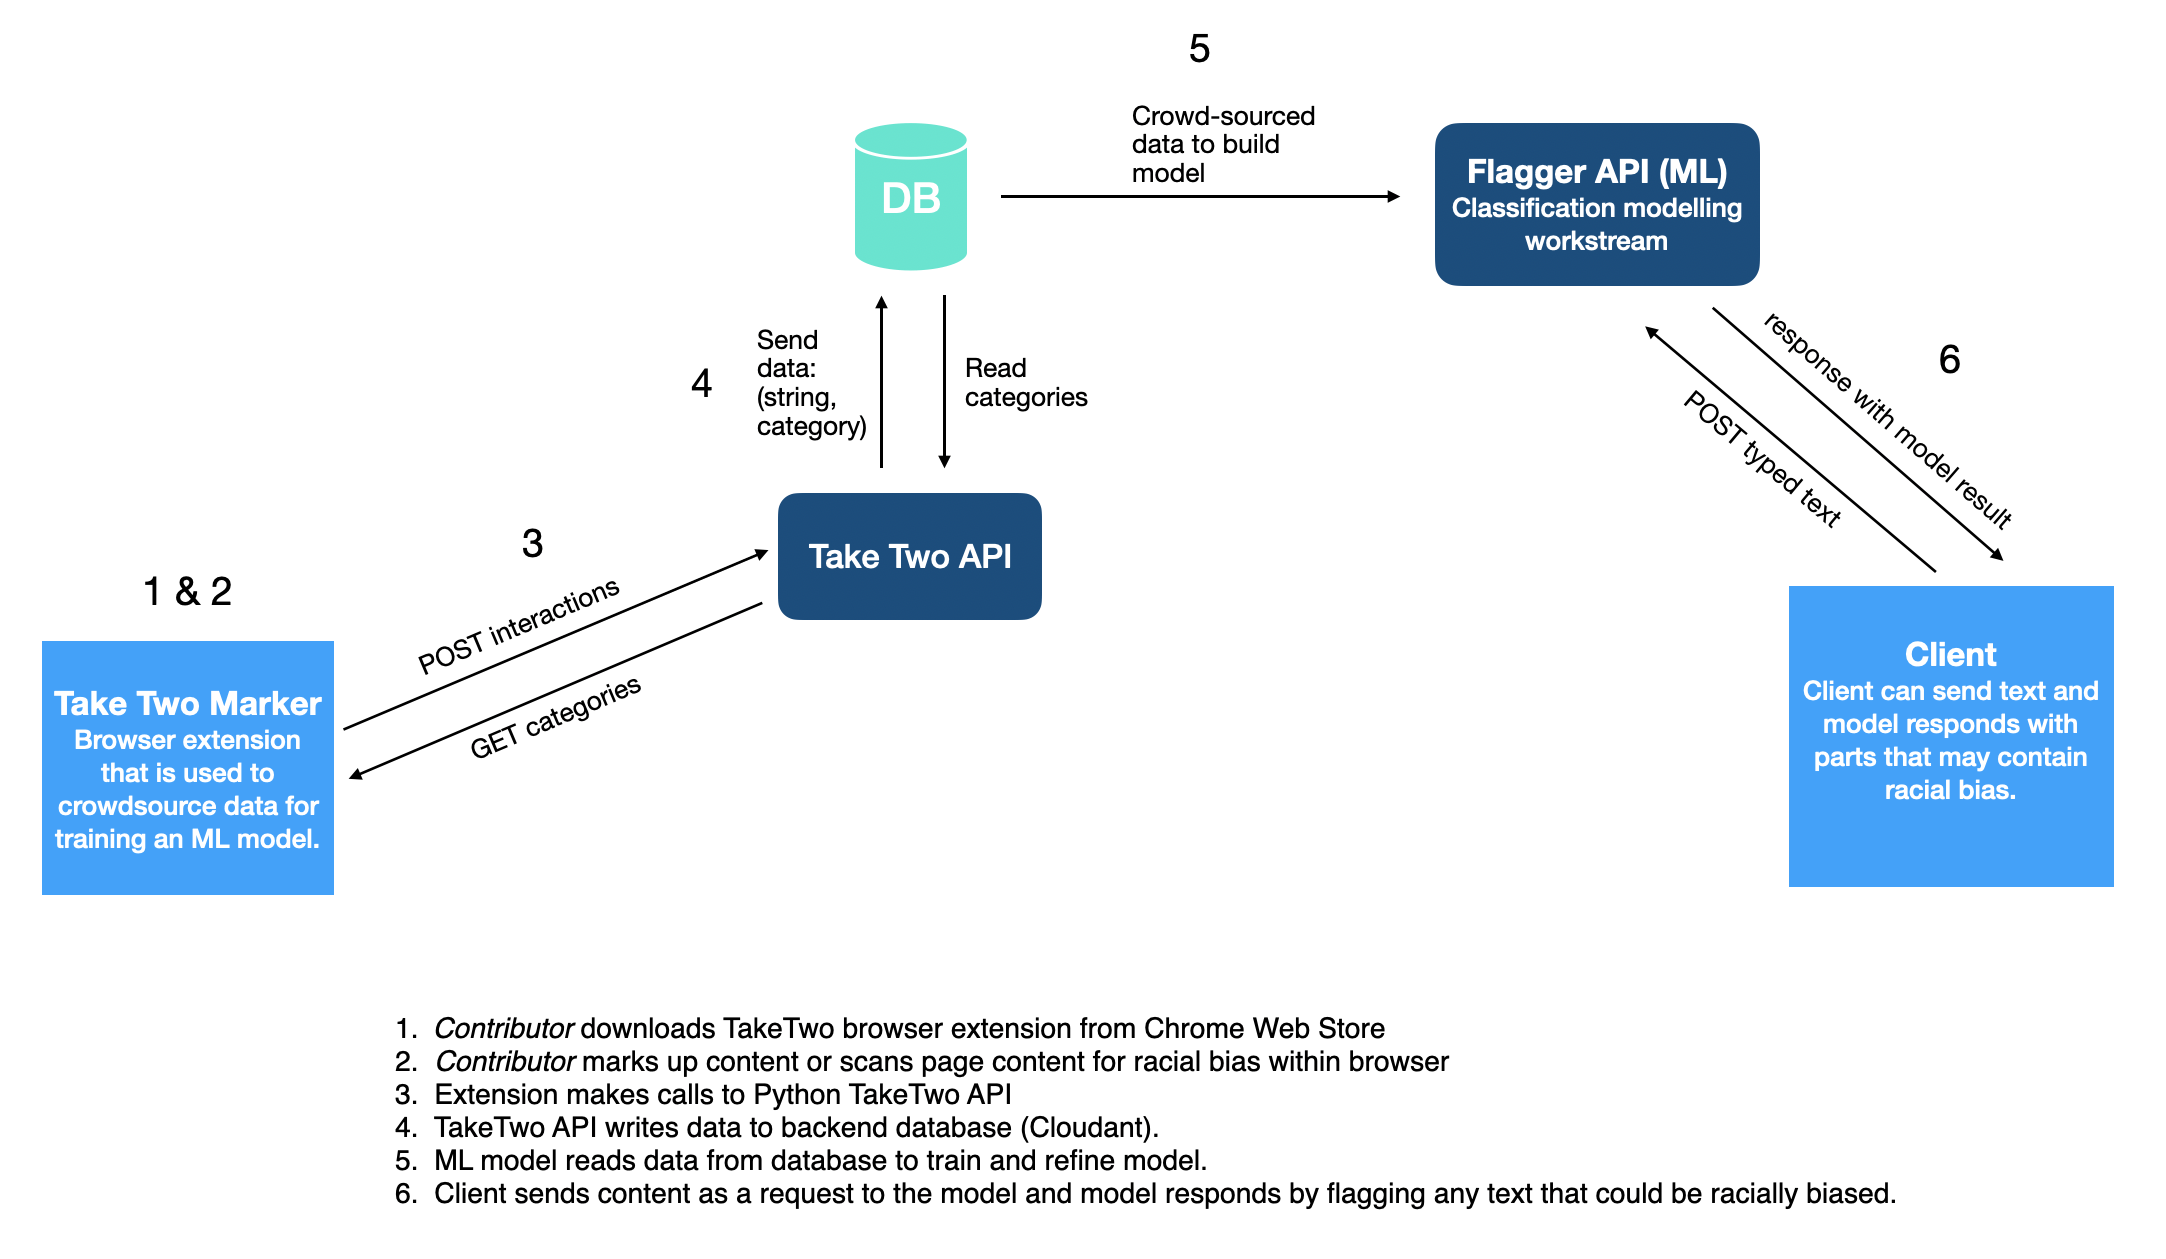 5
Crowd-sourced
data to build
model
DB
Flagger API (ML)
Classification modelling
workstream
4
Send
data:
(string,
category)
Read
categories
6
response with model result
POST typed text
3
POST interactions
GET categories
Take Two API
1 & 2
Take Two Marker
Browser extension
that is used to
crowdsource data for
training an ML model.
Client
Client can send text and
model responds with
parts that may contain
racial bias.
1. Contributor downloads TakeTwo browser extension from Chrome Web Store
2. Contributor marks up content or scans page content for racial bias within browser
3. Extension makes calls to Python TakeTwo API
4. TakeTwo API writes data to backend database (Cloudant).
5. ML model reads data from database to train and refine model.
6. Client sends content as a request to the model and model responds by flagging any text that could be racially biased.